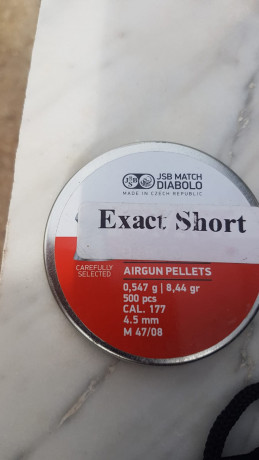 JSB MATCH
DIABOLO
MADE IN CZECH REPUBLIC
Exact Short
CAREFULLY
SELECTED
AIRGUN PELLETS
0,547 g | 8,44 gr
500 pcs
CAL. 177
4.5 mm
M 47/08